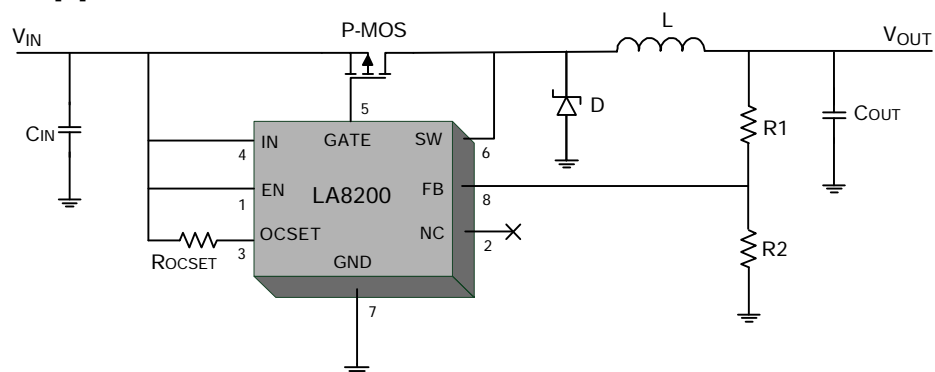 L
P-MOS
VIN
VOUT
5
D
CIN
R1
COUT
IN
GATE
SW
4
6
EN
LA8200
FB
1
8
OCSET
NC
ROCSET
3
2
R2
GND
7